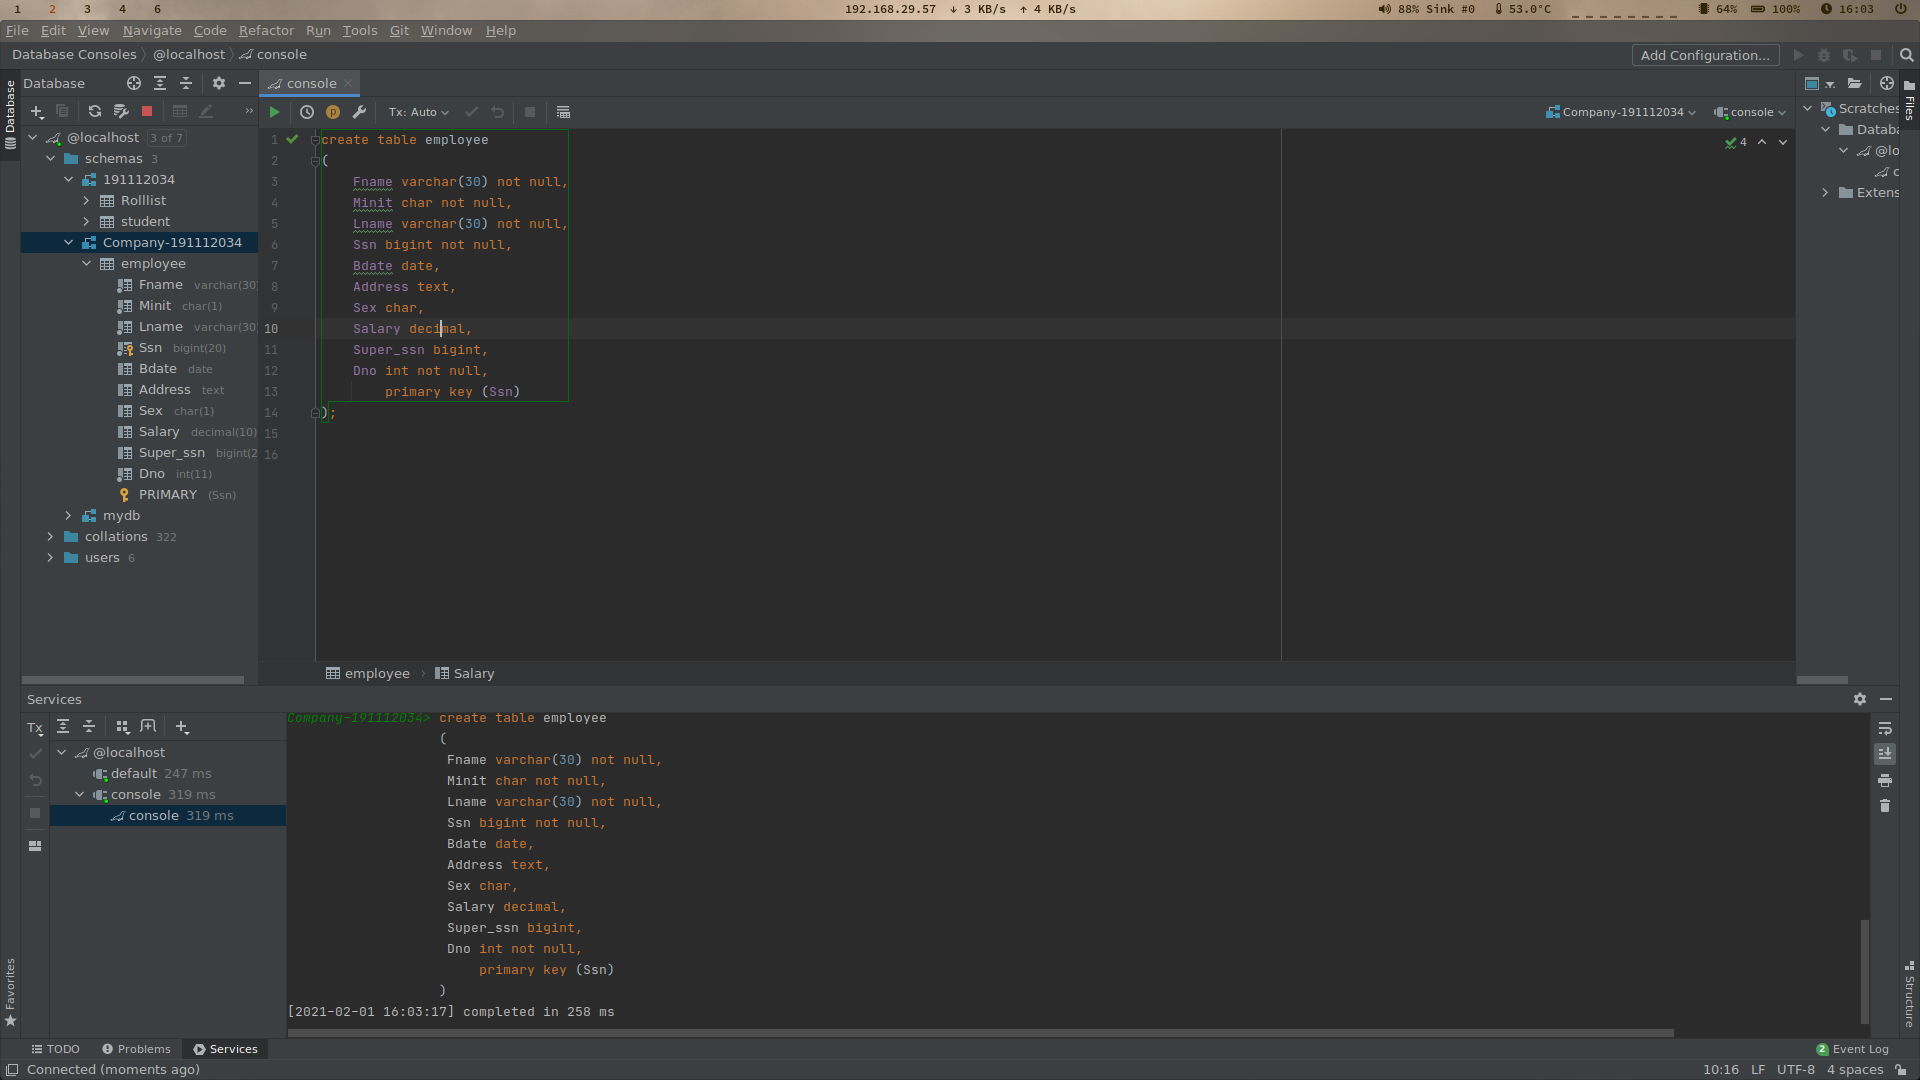 1 2 3 4 6 192.168.29.57 ↓ 3 KB/s ↑ 4 KB/s 88% Sink #0 53.0°C 64% 100% 16:03
File Edit View Navigate Code Refactor Run Tools Git Window Help
Database Consoles @localhost console Add Configuration...
Database
Database
@localhost 3 of 7
schemas 3
191112034
Rolllist
student
Company-191112034
employee
Fname varchar(30)
Minit char(1)
Lname varchar(30)
Ssn bigint(20)
Bdate date
Address text
Sex char(1)
Salary decimal(10)
Super_ssn bigint(2
Dno int(11)
PRIMARY (Ssn)
mydb
collations 322
users 6
console
Tx: Auto Company-191112034 console
4
1 create table employee
2 (
3 Fname varchar(30) not null,
4 Minit char not null,
5 Lname varchar(30) not null,
6 Ssn bigint not null,
7 Bdate date,
8 Address text,
9 Sex char,
10 Salary decimal,
11 Super_ssn bigint,
12 Dno int not null,
13 primary key (Ssn)
14 );
15
16
employee Salary
Scratches
Databa
@lo
c
Extens
Files
Services
Tx
@localhost
default 247 ms
console 319 ms
console 319 ms
Company-191112034> create table employee
(
Fname varchar(30) not null,
Minit char not null,
Lname varchar(30) not null,
Ssn bigint not null,
Bdate date,
Address text,
Sex char,
Salary decimal,
Super_ssn bigint,
Dno int not null,
primary key (Ssn)
)
[2021-02-01 16:03:17] completed in 258 ms
Favorites
Structure
TODO Problems Services 2 Event Log
Connected (moments ago) 10:16 LF UTF-8 4 spaces